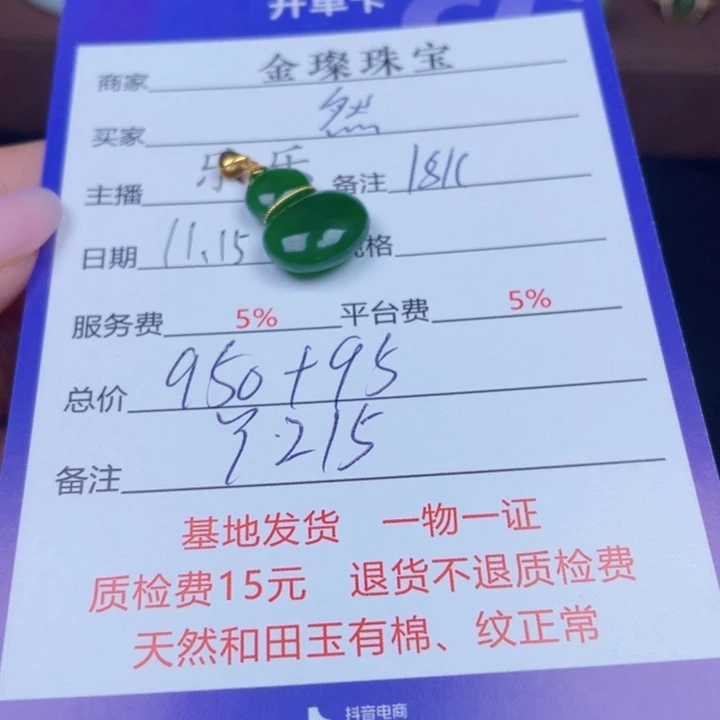 开单卡
商家 金璨珠宝
买家 然
主播 乐乐 备注 18K
日期 11.15 规格
服务费 5% 平台费 5%
总价 950+95
备注
基地发货 一物一证
质检费15元 退货不退质检费
天然和田玉有棉、纹正常
抖音电商